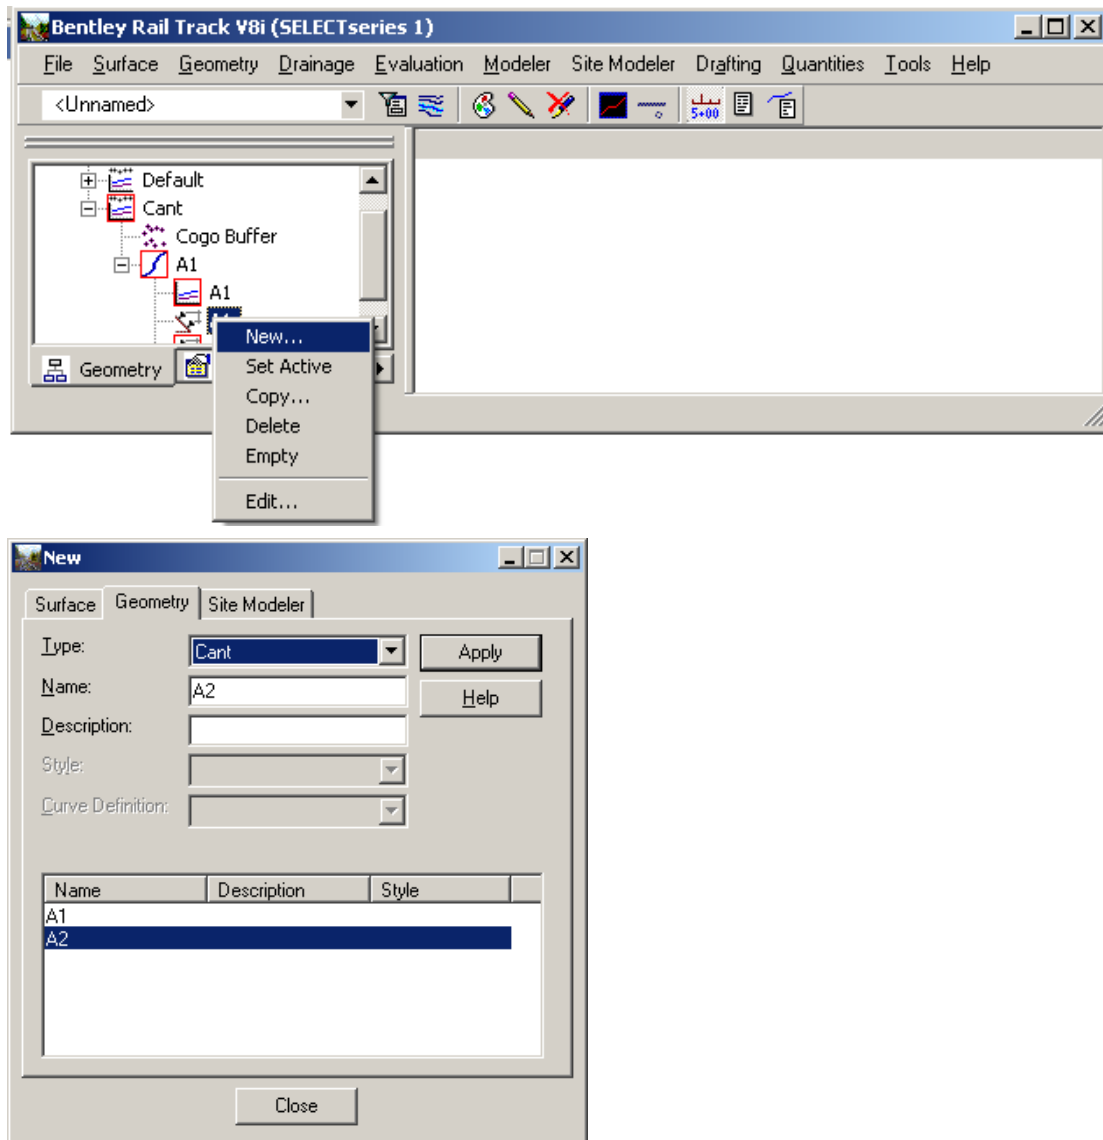 Bentley Rail Track V8i (SELECTseries 1)
File Surface Geometry Drainage Evaluation Modeler Site Modeler Drafting Quantities Tools Help
<Unnamed>
5+00
Default
Cant
Cogo Buffer
A1
A1
New...
Set Active
Geometry
Copy...
Delete
Empty
Edit...
New
Surface Geometry Site Modeler
Type: Cant Apply
Name: A2 Help
Description:
Style:
Curve Definition:
Name Description Style
A1
A2
Close